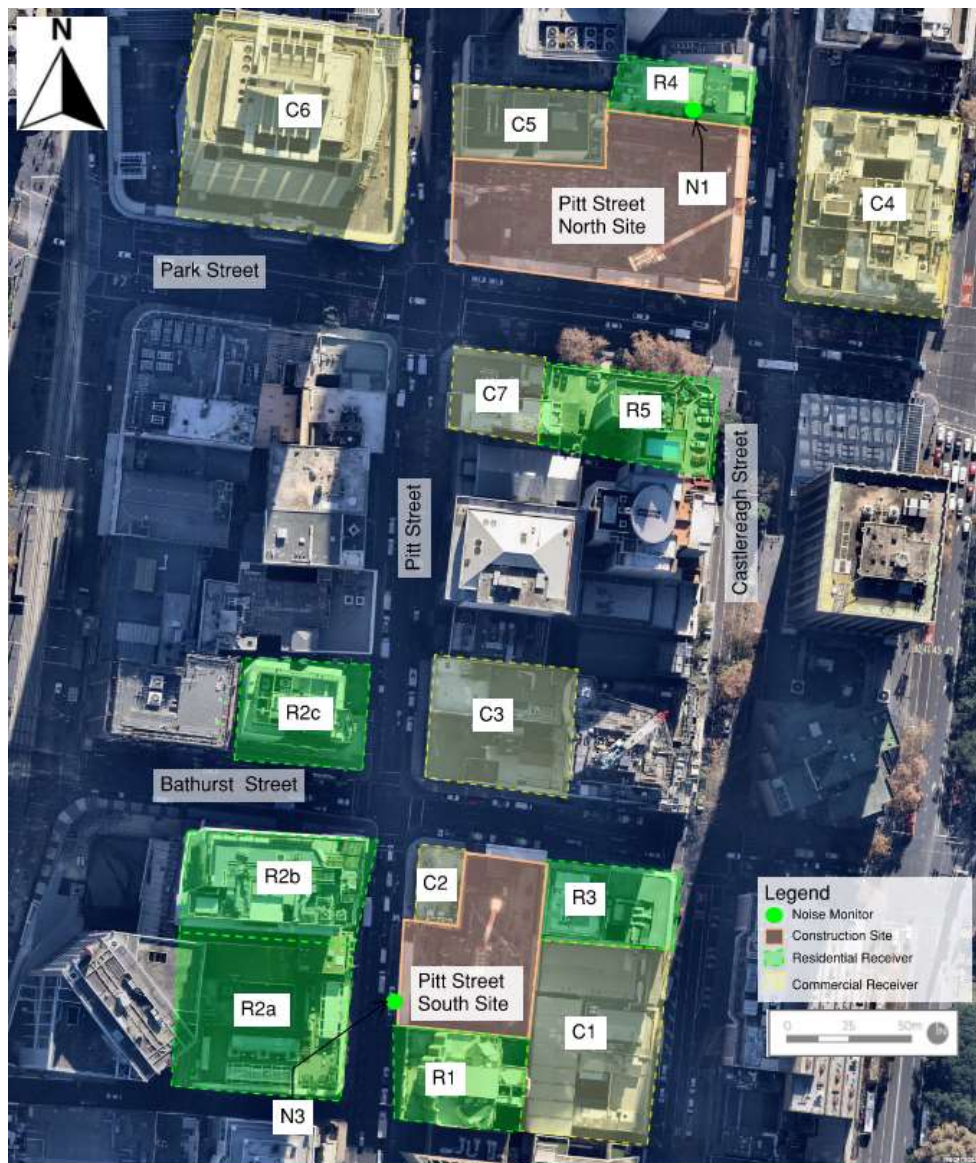 N
R4
C6
C5
N1
C4
Pitt Street
North Site
Park Street
C7
R5
Pitt Street
Castlereagh Street
R2c
C3
Bathurst Street
R2b
C2
R3
Legend
Noise Monitor
Construction Site
Residential Receiver
Commercial Receiver
Pitt Street
South Site
R2a
C1
0 25 50m
R1
N3